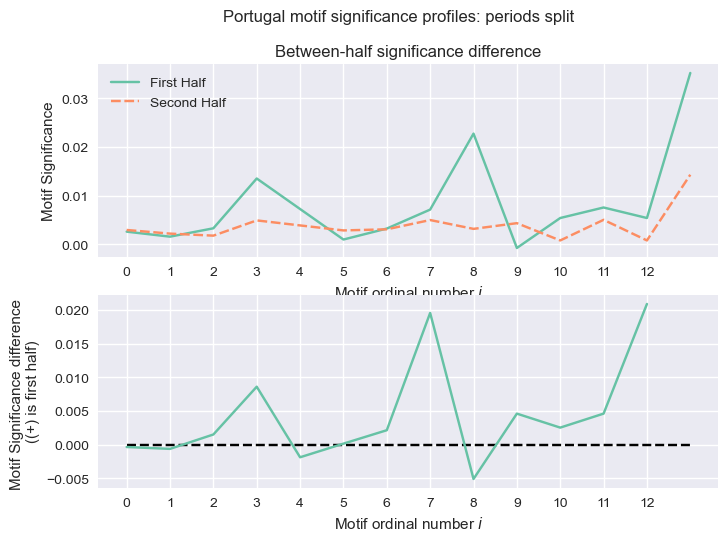 Portugal motif significance profiles: periods split
Between-half significance difference
First Half
Second Half
Motif Significance
0.03
0.02
0.01
0.00
0 1 2 3 4 5 6 7 8 9 10 11 12
Motif ordinal number i
Motif Significance difference
((+) is first half)
0.020
0.015
0.010
0.005
0.000
−0.005
0 1 2 3 4 5 6 7 8 9 10 11 12
Motif ordinal number i